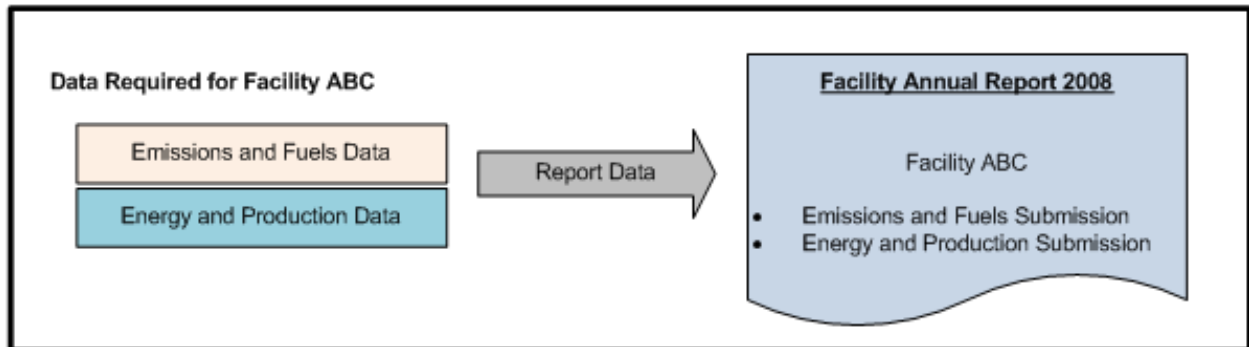 Data Required for Facility ABC
Emissions and Fuels Data
Energy and Production Data
Report Data
Facility Annual Report 2008
Facility ABC
• Emissions and Fuels Submission
• Energy and Production Submission